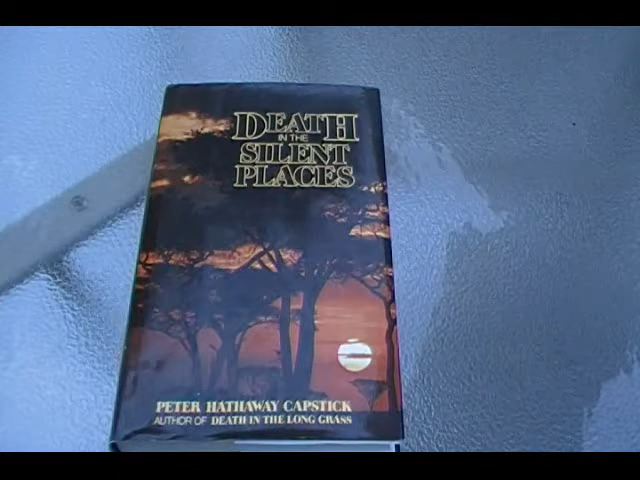 DEATH
IN THE
SILENT
PLACES
PETER HATHAWAY CAPSTICK
AUTHOR OF DEATH IN THE LONG GRASS